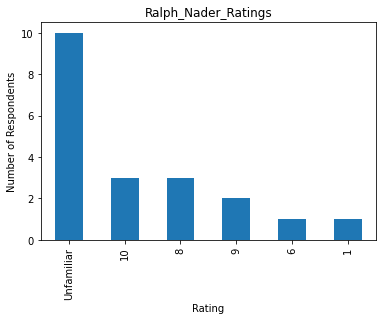 Ralph_Nader_Ratings
Number of Respondents
10
8
6
4
2
0
Unfamiliar
10
8
9
6
1
Rating